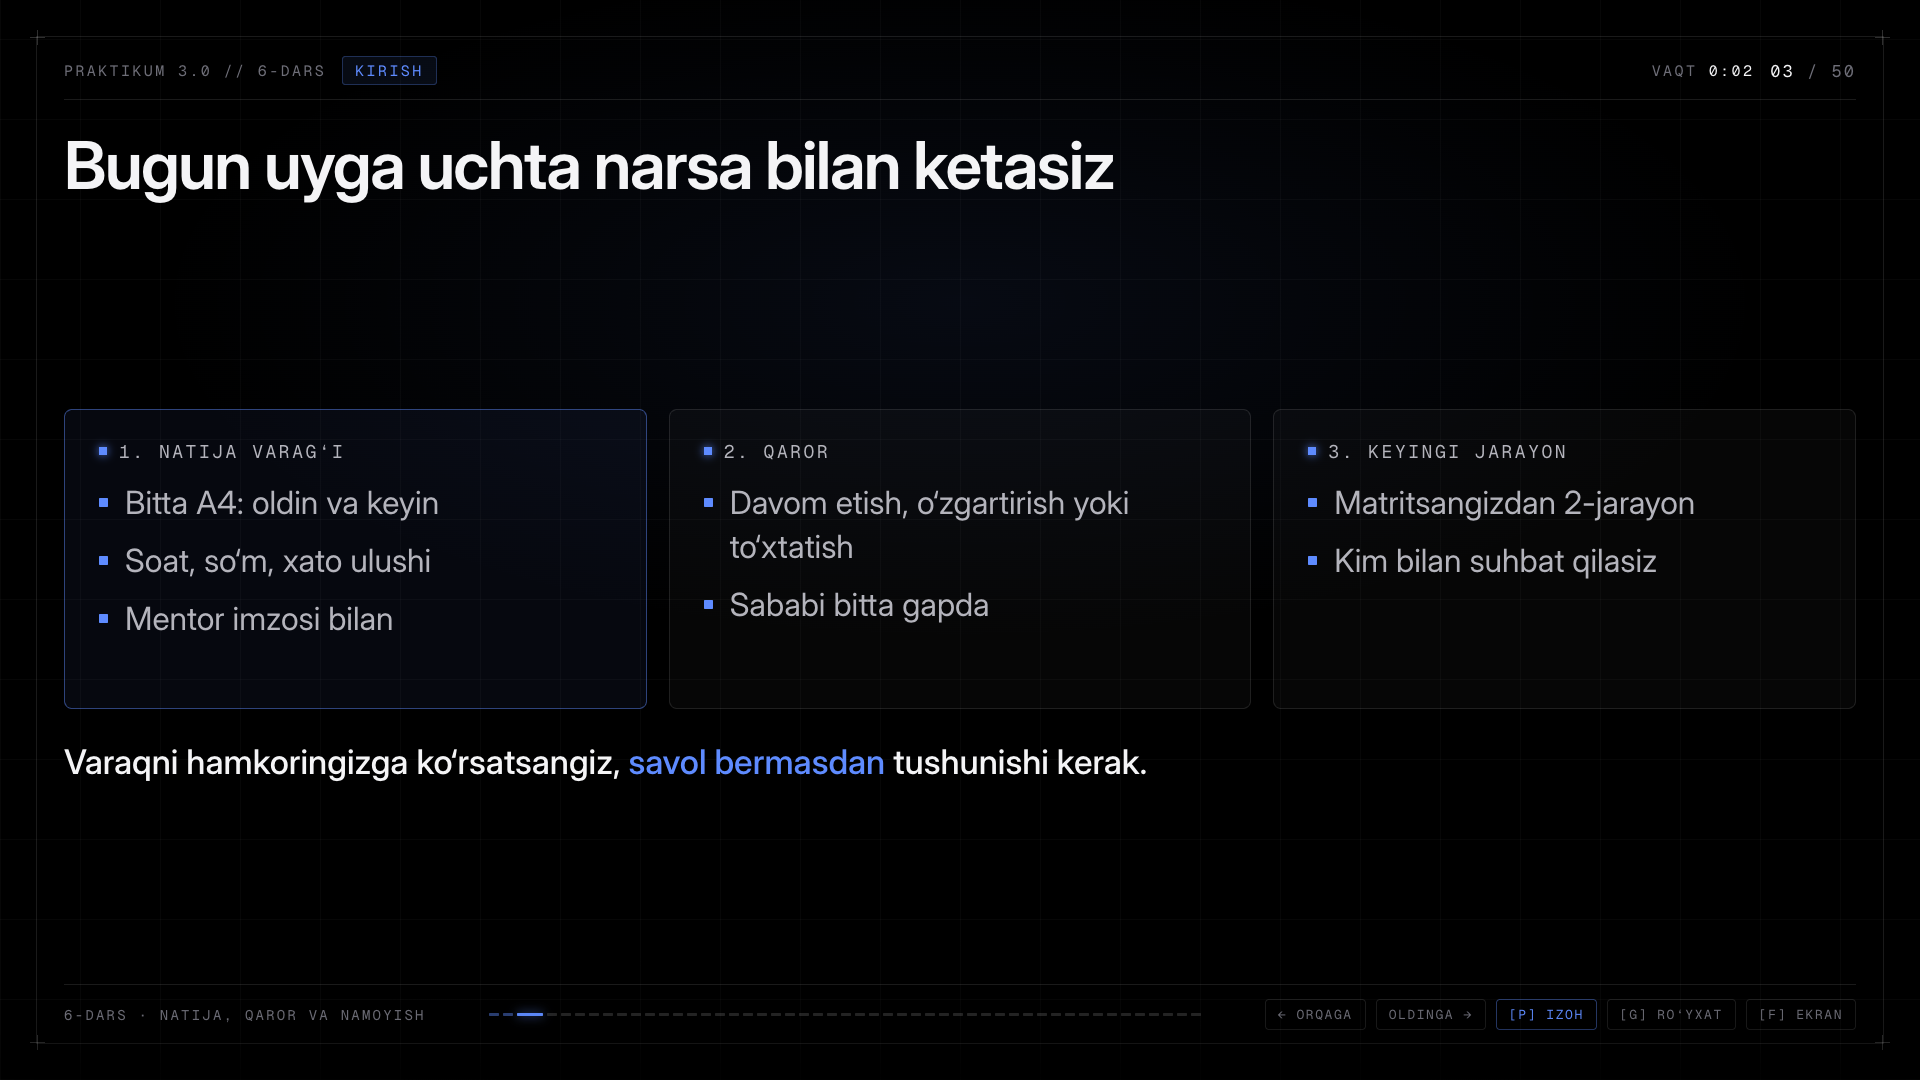 PRAKTIKUM 3.0 // 6-DARS KIRISH VAQT 0:02 03 / 50
Bugun uyga uchta narsa bilan ketasiz
1. NATIJA VARAGʻI
Bitta A4: oldin va keyin
Soat, soʻm, xato ulushi
Mentor imzosi bilan
2. QAROR
Davom etish, oʻzgartirish yoki
toʻxtatish
Sababi bitta gapda
3. KEYINGI JARAYON
Matritsangizdan 2-jarayon
Kim bilan suhbat qilasiz
Varaqni hamkoringizga koʻrsatsangiz, savol bermasdan tushunishi kerak.
6-DARS · NATIJA, QAROR VA NAMOYISH ← ORQAGA OLDINGA → [P] IZOH [G] ROʻYXAT [F] EKRAN